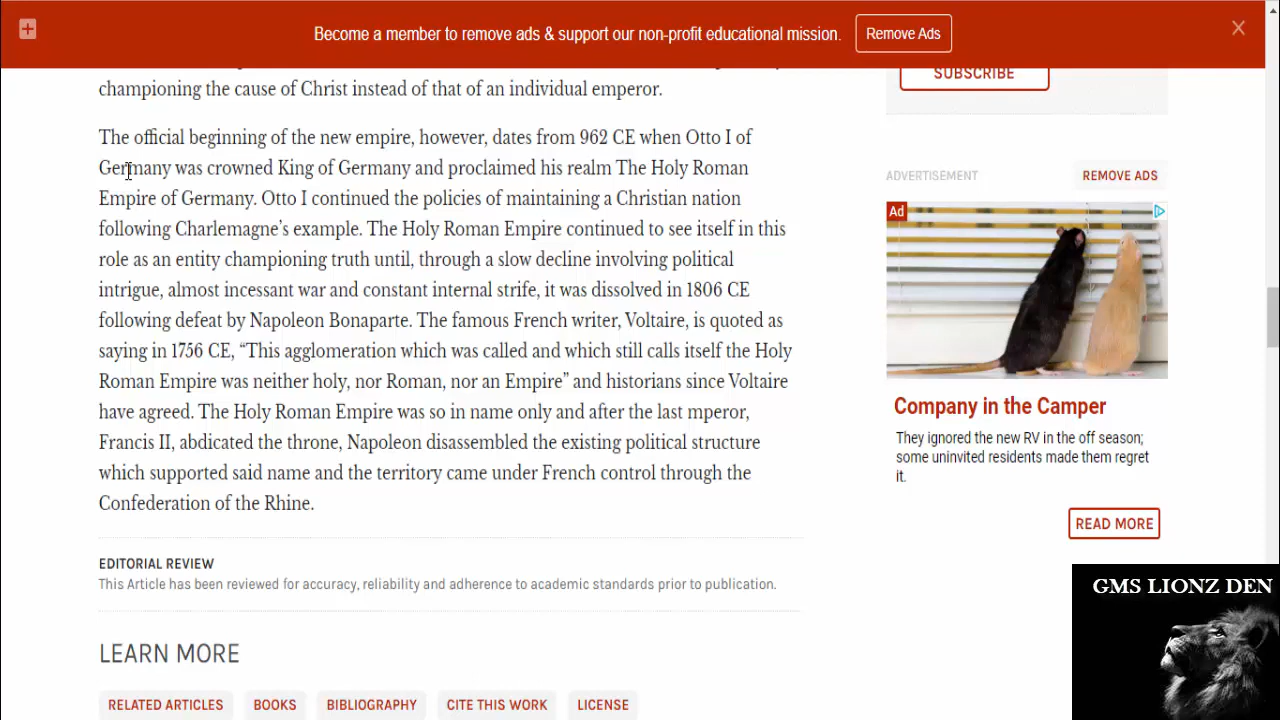 Become a member to remove ads & support our non-profit educational mission.
Remove Ads
championing the cause of Christ instead of that of an individual emperor.
The official beginning of the new empire, however, dates from 962 CE when Otto I of
Germany was crowned King of Germany and proclaimed his realm The Holy Roman
Empire of Germany. Otto I continued the policies of maintaining a Christian nation
following Charlemagne's example. The Holy Roman Empire continued to see itself in this
role as an entity championing truth until, through a slow decline involving political
intrigue, almost incessant war and constant internal strife, it was dissolved in 1806 CE
following defeat by Napoleon Bonaparte. The famous French writer, Voltaire, is quoted as
saying in 1756 CE, “This agglomeration which was called and which still calls itself the Holy
Roman Empire was neither holy, nor Roman, nor an Empire” and historians since Voltaire
have agreed. The Holy Roman Empire was so in name only and after the last mperor,
Francis II, abdicated the throne, Napoleon disassembled the existing political structure
which supported said name and the territory came under French control through the
Confederation of the Rhine.
EDITORIAL REVIEW
This Article has been reviewed for accuracy, reliability and adherence to academic standards prior to publication.
LEARN MORE
RELATED ARTICLES
BOOKS
BIBLIOGRAPHY
CITE THIS WORK
LICENSE
SUBSCRIBE
ADVERTISEMENT
REMOVE ADS
Ad
Company in the Camper
They ignored the new RV in the off season;
some uninvited residents made them regret
it.
READ MORE
GMS LIONZ DEN